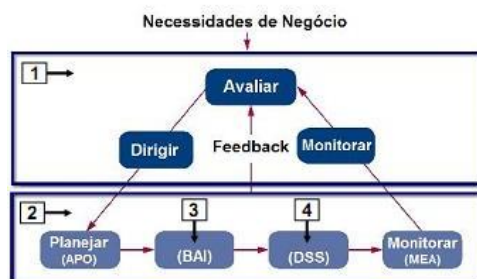 Necessidades de Negócio
1
Avaliar
Dirigir
Feedback
Monitorar
2
3
4
Planejar
(APO)
(BAI)
(DSS)
Monitorar
(MEA)